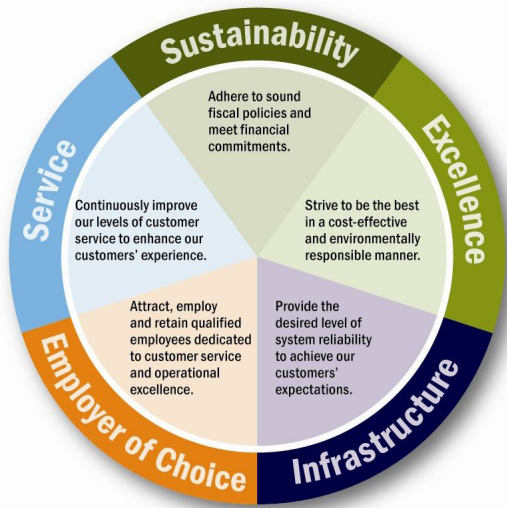 Sustainability
Adhere to sound
fiscal policies and
meet financial
commitments.
Excellence
Strive to be the best
in a cost-effective
and environmentally
responsible manner.
Infrastructure
Provide the
desired level of
system reliability
to achieve our
customers’
expectations.
Employer of Choice
Attract, employ
and retain qualified
employees dedicated
to customer service
and operational
excellence.
Service
Continuously improve
our levels of customer
service to enhance our
customers’ experience.